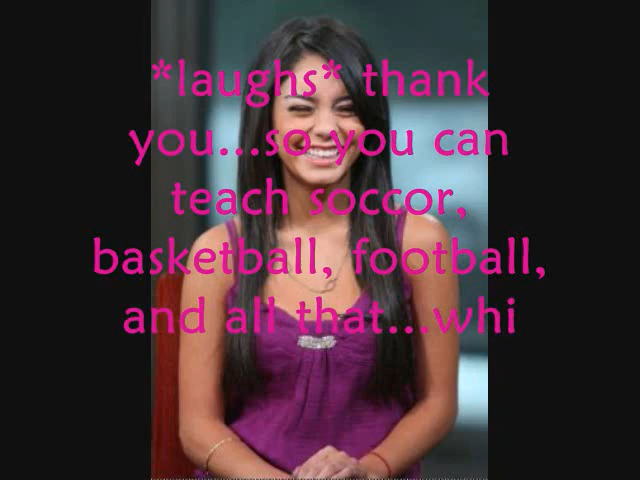 *laughs* thank
you...so you can
teach soccor,
basketball, football,
and all that...whi